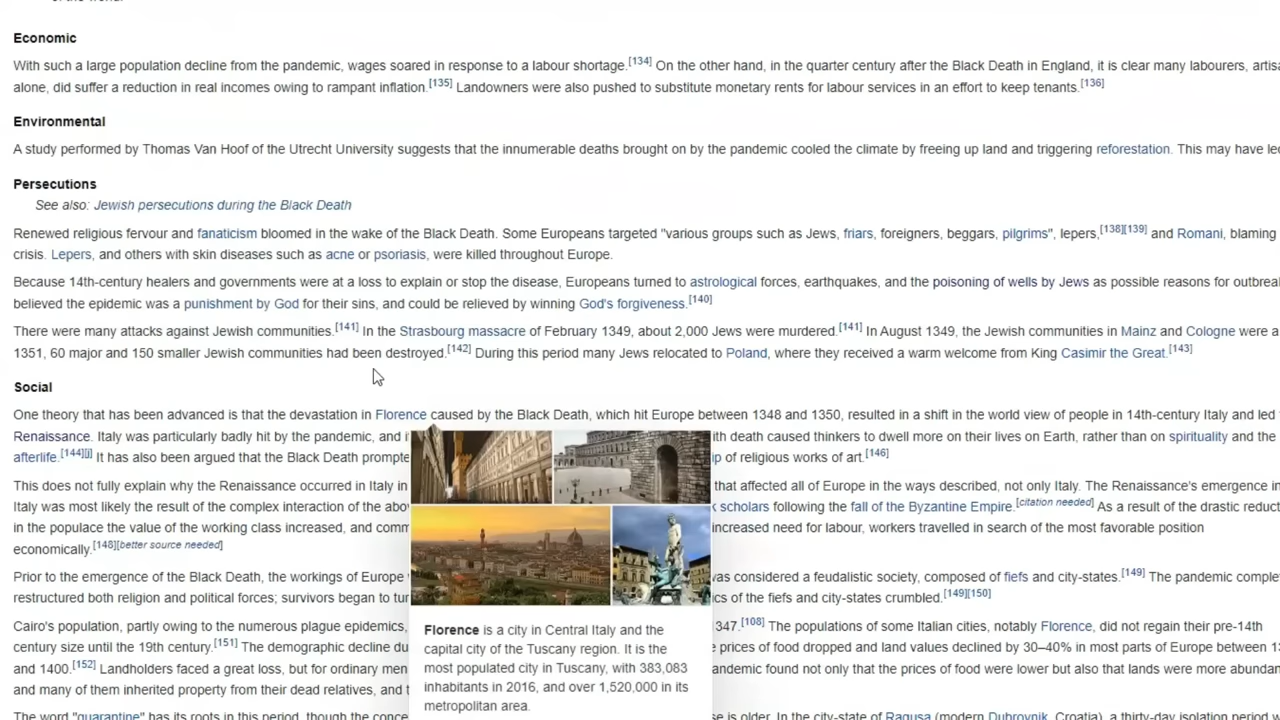 Economic
With such a large population decline from the pandemic, wages soared in response to a labour shortage.[134] On the other hand, in the quarter century after the Black Death in England, it is clear many labourers, artisa
alone, did suffer a reduction in real incomes owing to rampant inflation.[135] Landowners were also pushed to substitute monetary rents for labour services in an effort to keep tenants.[136]
Environmental
A study performed by Thomas Van Hoof of the Utrecht University suggests that the innumerable deaths brought on by the pandemic cooled the climate by freeing up land and triggering reforestation. This may have led
Persecutions
See also: Jewish persecutions during the Black Death
Renewed religious fervour and fanaticism bloomed in the wake of the Black Death. Some Europeans targeted "various groups such as Jews, friars, foreigners, beggars, pilgrims", lepers,[138][139] and Romani, blaming
crisis. Lepers, and others with skin diseases such as acne or psoriasis, were killed throughout Europe.
Because 14th-century healers and governments were at a loss to explain or stop the disease, Europeans turned to astrological forces, earthquakes, and the poisoning of wells by Jews as possible reasons for outbrea
believed the epidemic was a punishment by God for their sins, and could be relieved by winning God's forgiveness.[140]
There were many attacks against Jewish communities.[141] In the Strasbourg massacre of February 1349, about 2,000 Jews were murdered.[141] In August 1349, the Jewish communities in Mainz and Cologne were a
1351, 60 major and 150 smaller Jewish communities had been destroyed.[142] During this period many Jews relocated to Poland, where they received a warm welcome from King Casimir the Great.[143]
Social
One theory that has been advanced is that the devastation in Florence caused by the Black Death, which hit Europe between 1348 and 1350, resulted in a shift in the world view of people in 14th-century Italy and led
Renaissance. Italy was particularly badly hit by the pandemic, and i ith death caused thinkers to dwell more on their lives on Earth, rather than on spirituality and the
afterlife.[144][j] It has also been argued that the Black Death prompte p of religious works of art.[146]
This does not fully explain why the Renaissance occurred in Italy in that affected all of Europe in the ways described, not only Italy. The Renaissance's emergence in
Italy was most likely the result of the complex interaction of the abo k scholars following the fall of the Byzantine Empire.[citation needed] As a result of the drastic reduct
in the populace the value of the working class increased, and comm increased need for labour, workers travelled in search of the most favorable position
economically.[148][better source needed]
Prior to the emergence of the Black Death, the workings of Europe was considered a feudalistic society, composed of fiefs and city-states.[149] The pandemic comple
restructured both religion and political forces; survivors began to tur cs of the fiefs and city-states crumbled.[149][150]
Cairo's population, partly owing to the numerous plague epidemics, 347.[108] The populations of some Italian cities, notably Florence, did not regain their pre-14th
century size until the 19th century.[151] The demographic decline du e prices of food dropped and land values declined by 30–40% in most parts of Europe between 13
and 1400.[152] Landholders faced a great loss, but for ordinary men andemic found not only that the prices of food were lower but also that lands were more abundan
and many of them inherited property from their dead relatives, and t
The word "quarantine" has its roots in this period, though the conce se is older. In the city-state of Ragusa (modern Dubrovnik, Croatia), a thirty-day isolation period w
Florence is a city in Central Italy and the
capital city of the Tuscany region. It is the
most populated city in Tuscany, with 383,083
inhabitants in 2016, and over 1,520,000 in its
metropolitan area.